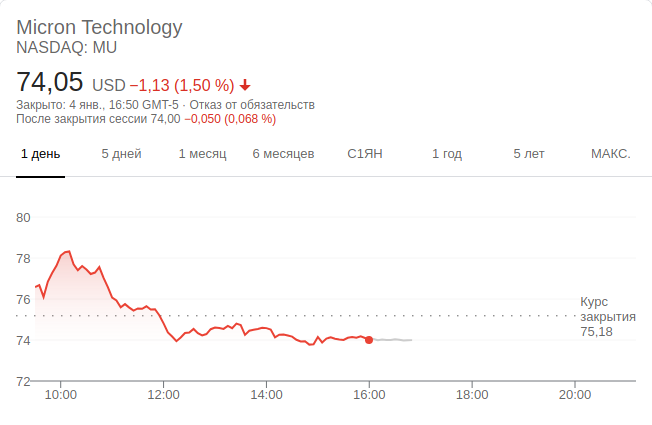 Micron Technology
NASDAQ: MU
74,05 USD −1,13 (1,50 %)
Закрыто: 4 янв., 16:50 GMT-5 · Отказ от обязательств
После закрытия сессии 74,00 −0,050 (0,068 %)
1 день 5 дней 1 месяц 6 месяцев С1ЯН 1 год 5 лет МАКС.
80
78
76
Курс
закрытия
75,18
74
72
10:00 12:00 14:00 16:00 18:00 20:00